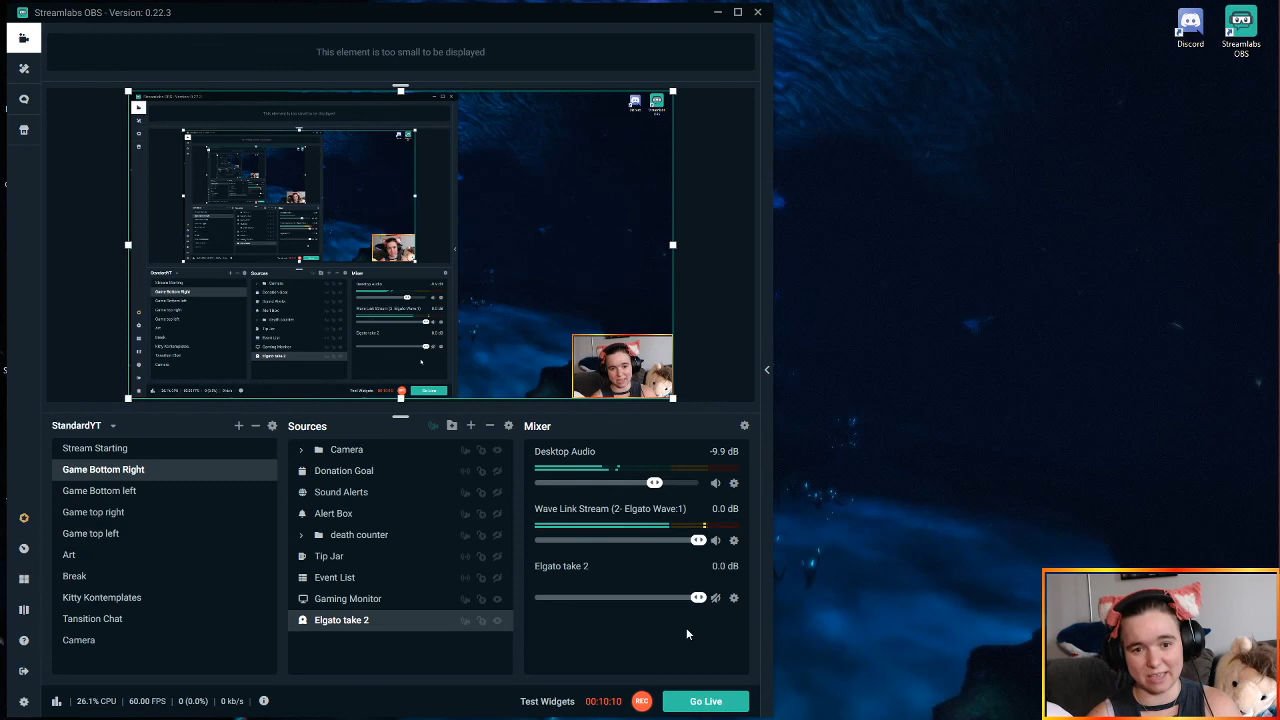 Streamlabs OBS - Version: 0.22.3
Discord
Streamlabs
OBS
This element is too small to be displayed
StandardYT
Stream Starting
Game Bottom Right
Game Bottom left
Game top right
Game top left
Art
Break
Kitty Kontemplates
Tansition Chat
Camera
Sources
Camera
Donation Goal
Sound Alerts
Alert Box
death counter
Tip Jar
Event List
Gaming Monitor
Elgato take 2
Mixer
Desktop Audio -9.9 dB
Wave Link Stream (2- Elgato Wave:1) 0.0 dB
Elgato take 2 0.0 dB
26.1% CPU 60.00 FPS 0 (0.0%) 0 kb/s
Test Widgets 00:10:10 REC Go Live